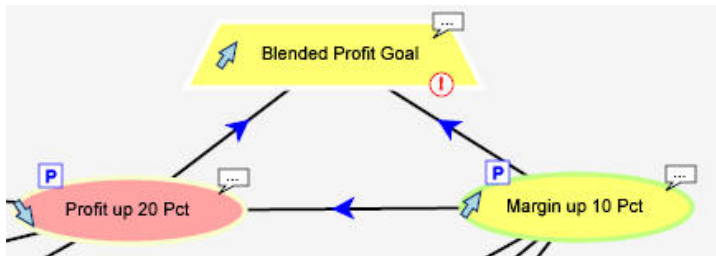 ...
Blended Profit Goal
!
P
...
P
...
Profit up 20 Pct
Margin up 10 Pct